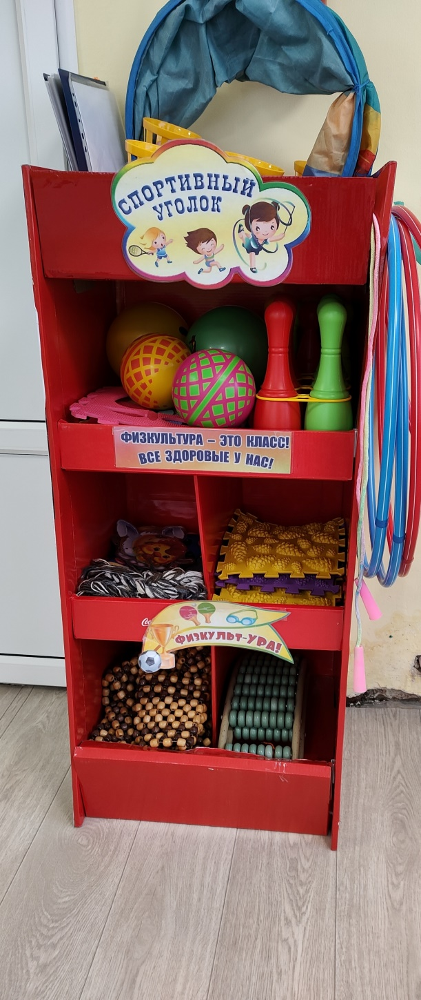 СПОРТИВНЫЙ
УГОЛОК
ФИЗКУЛЬТУРА – ЭТО КЛАСС!
ВСЕ ЗДОРОВЫЕ У НАС!
ФИЗКУЛЬТ-УРА!